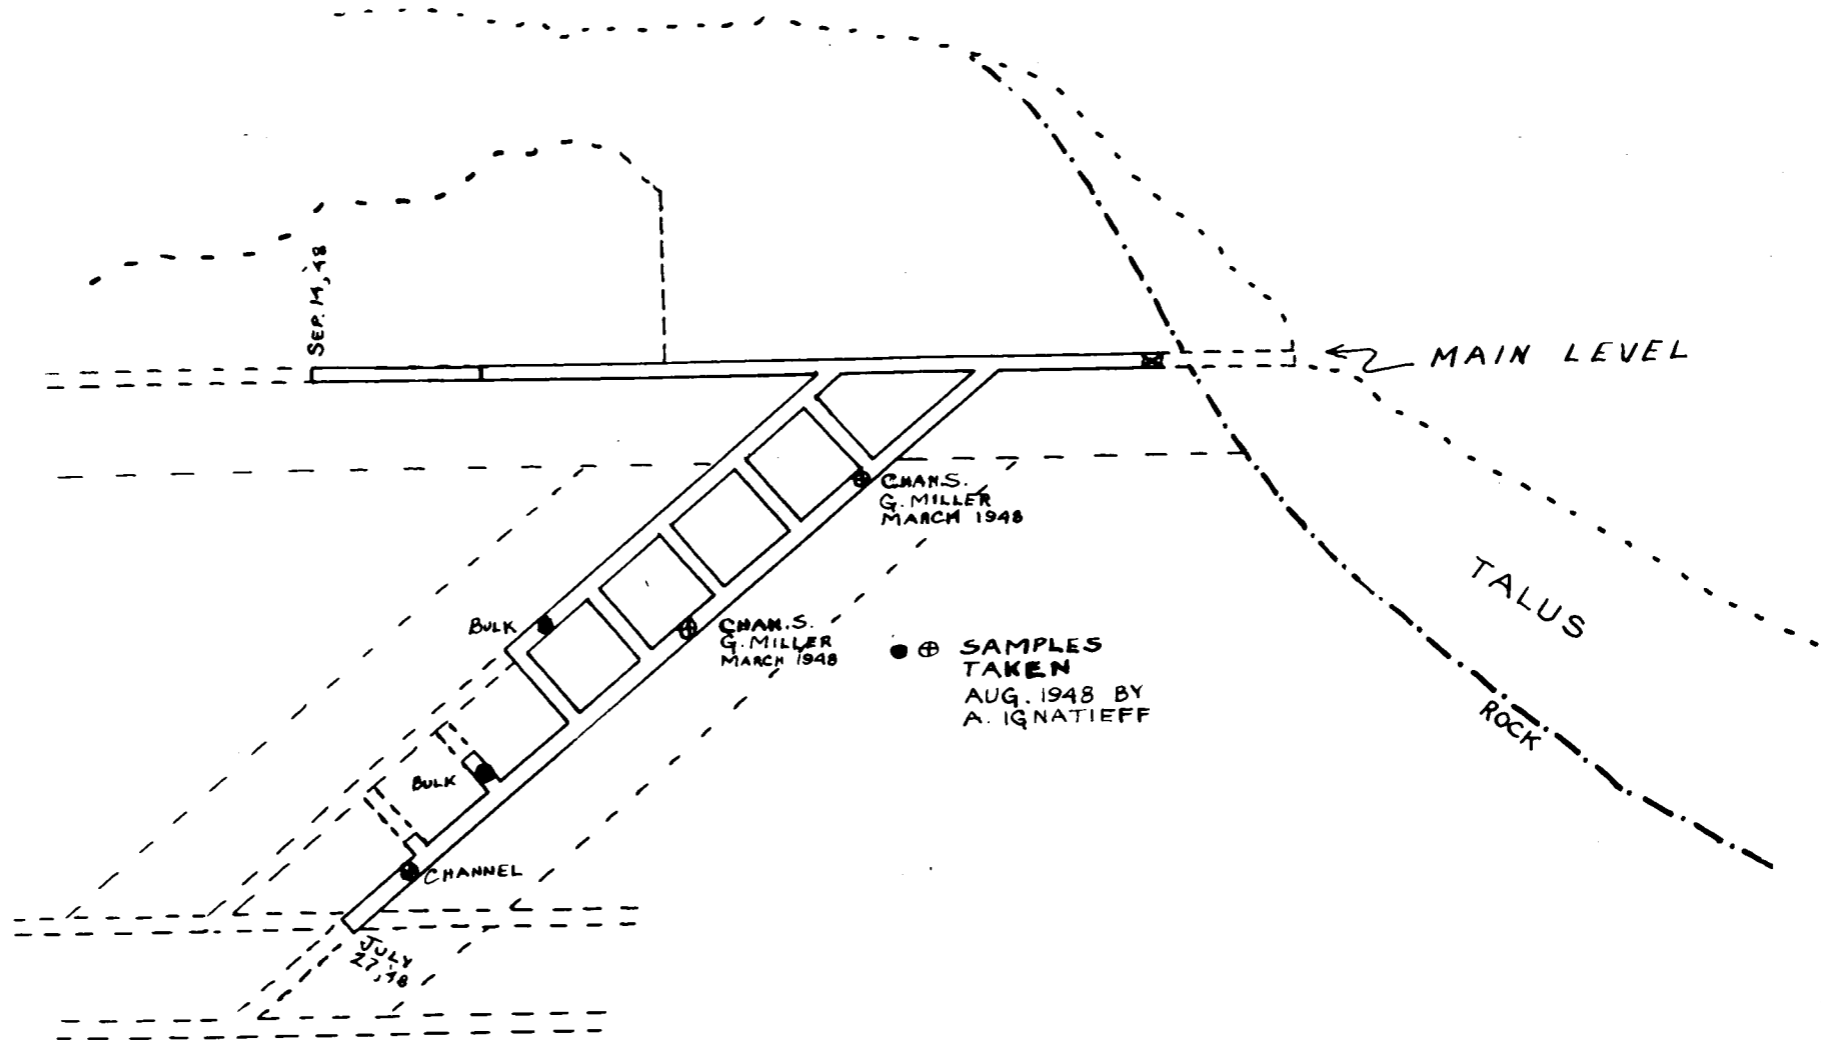 SEP. 14, '48
MAIN LEVEL
CHAN.S.
G. MILLER
MARCH 1948
TALUS
BULK
CHAN.S.
G. MILLER
MARCH 1948
SAMPLES
TAKEN
AUG. 1948 BY
A. IGNATIEFF
ROCK
BULK
CHANNEL
JULY
27, '48